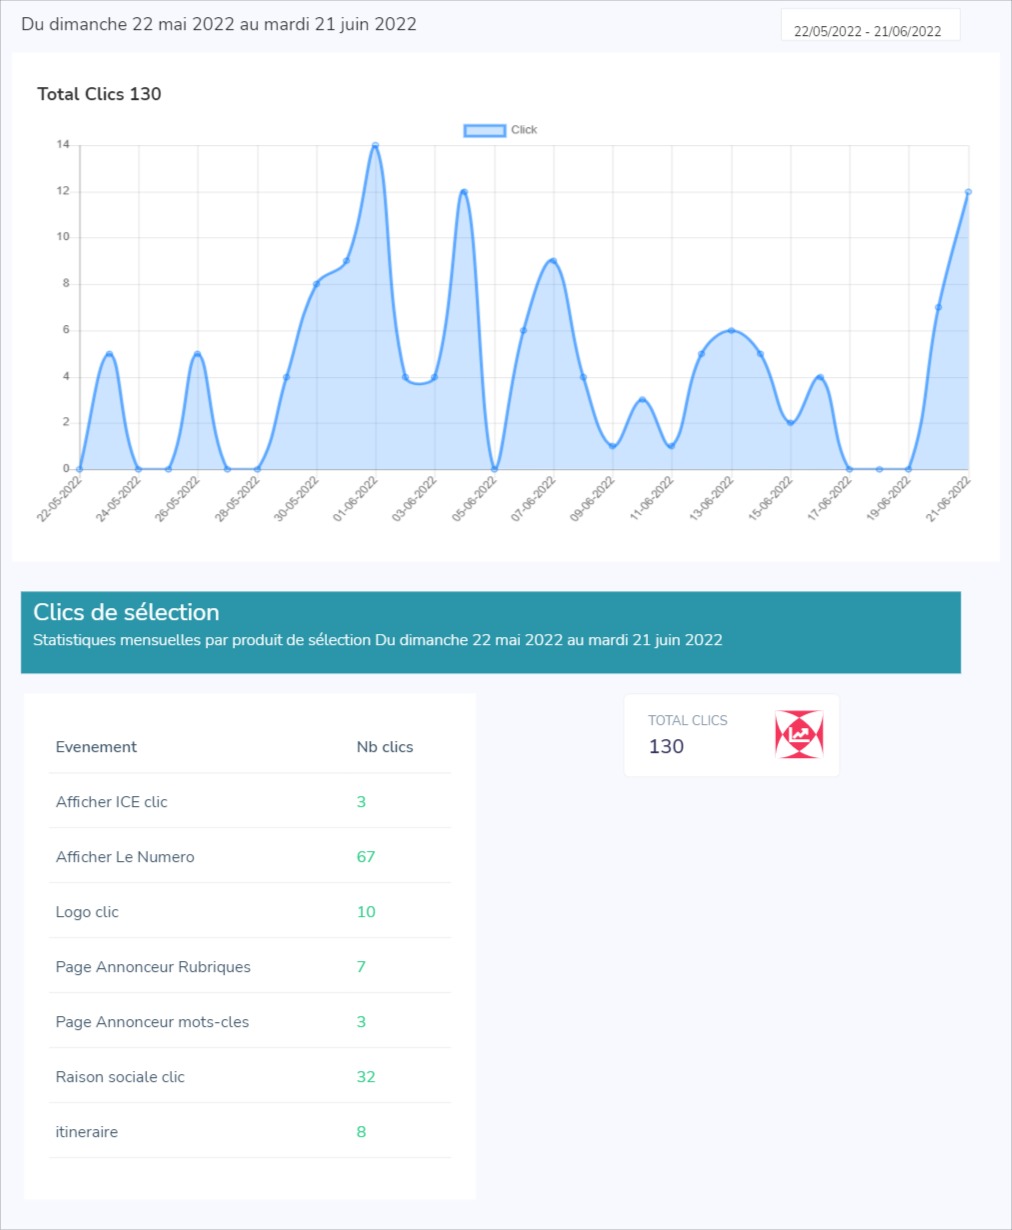 Du dimanche 22 mai 2022 au mardi 21 juin 2022
22/05/2022 - 21/06/2022
Total Clics 130
Click
14
12
10
8
6
4
2
0
22-05-2022
24-05-2022
26-05-2022
28-05-2022
30-05-2022
01-06-2022
03-06-2022
05-06-2022
07-06-2022
09-06-2022
11-06-2022
13-06-2022
15-06-2022
17-06-2022
19-06-2022
21-06-2022
Clics de sélection
Statistiques mensuelles par produit de sélection Du dimanche 22 mai 2022 au mardi 21 juin 2022
Evenement Nb clics
Afficher ICE clic 3
Afficher Le Numero 67
Logo clic 10
Page Annonceur Rubriques 7
Page Annonceur mots-cles 3
Raison sociale clic 32
itineraire 8
TOTAL CLICS
130